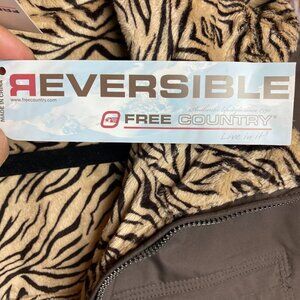 REVERSIBLE
www.freecountry.com
FREE COUNTRY
Live in it!
MADE IN CHINA